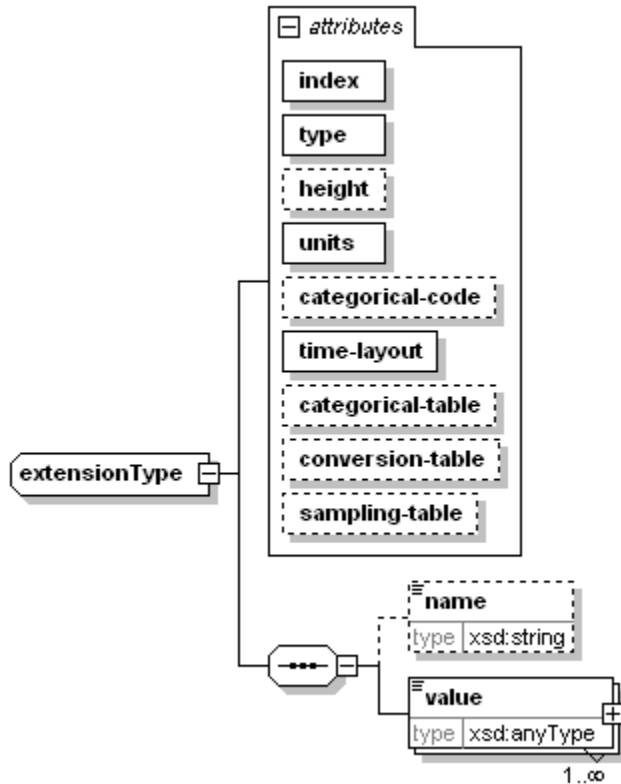 attributes
index
type
height
units
categorical-code
time-layout
categorical-table
conversion-table
sampling-table
extensionType
name
type xsd:string
value
type xsd:anyType
1..∞